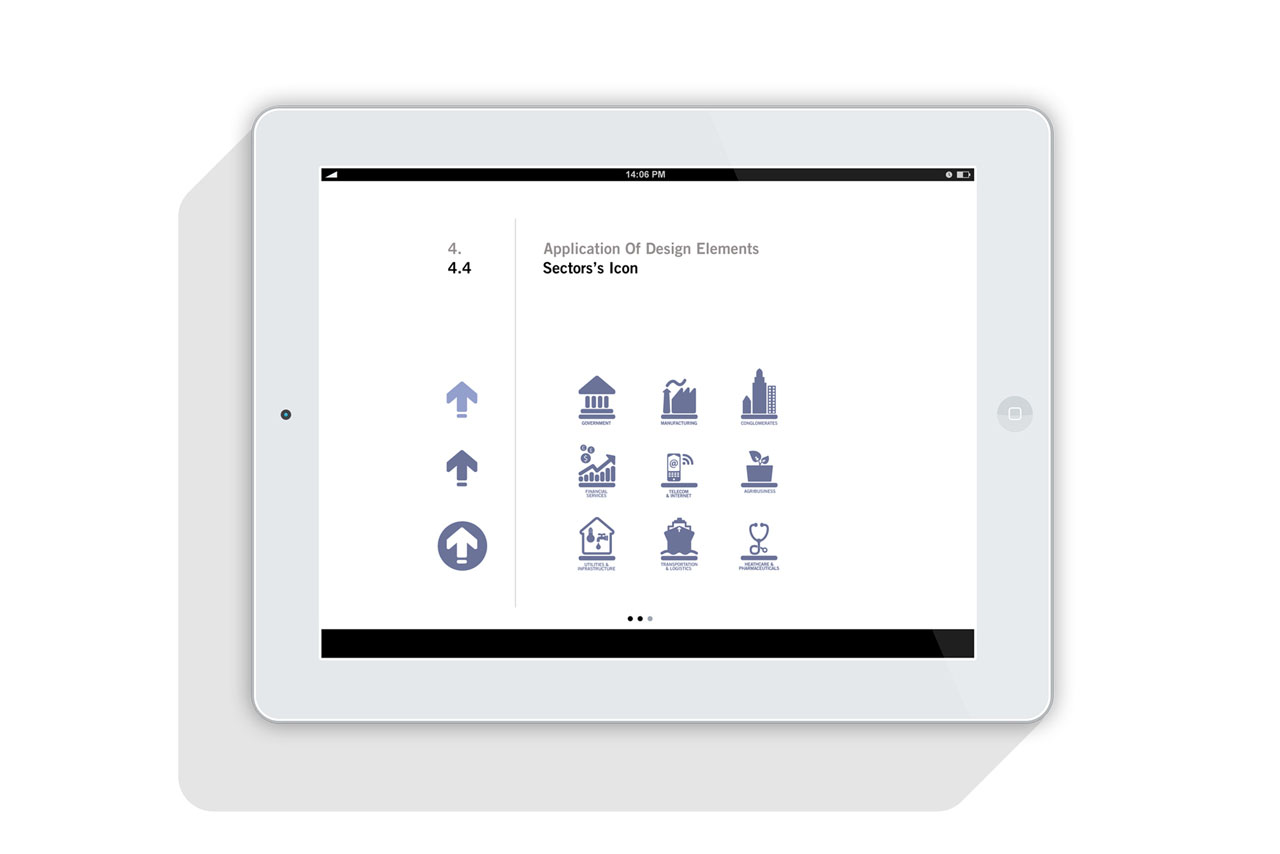 14:06 PM
4.
4.4
Application Of Design Elements
Sectors's Icon
GOVERNMENT
MANUFACTURING
CONGLOMERATES
FINANCIAL
SERVICES
TELECOM
& INTERNET
AGRIBUSINESS
UTILITIES &
INFRASTRUCTURE
TRANSPORTATION
& LOGISTICS
HEATHCARE &
PHARMACEUTICALS